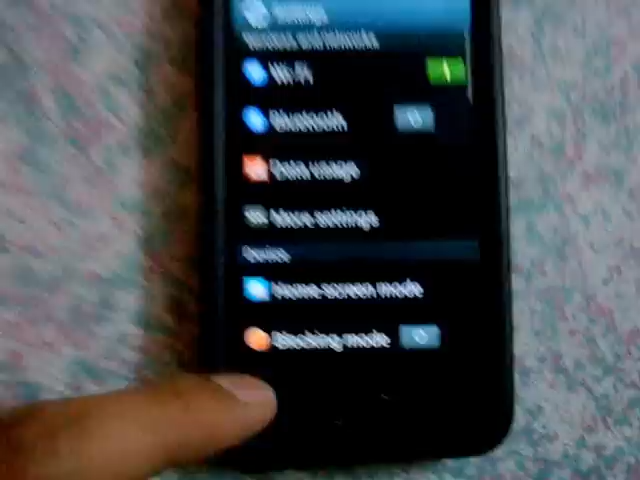 Settings
Wireless and networks
Wi-Fi
Bluetooth
Data usage
More settings
Device
Home screen mode
Blocking mode